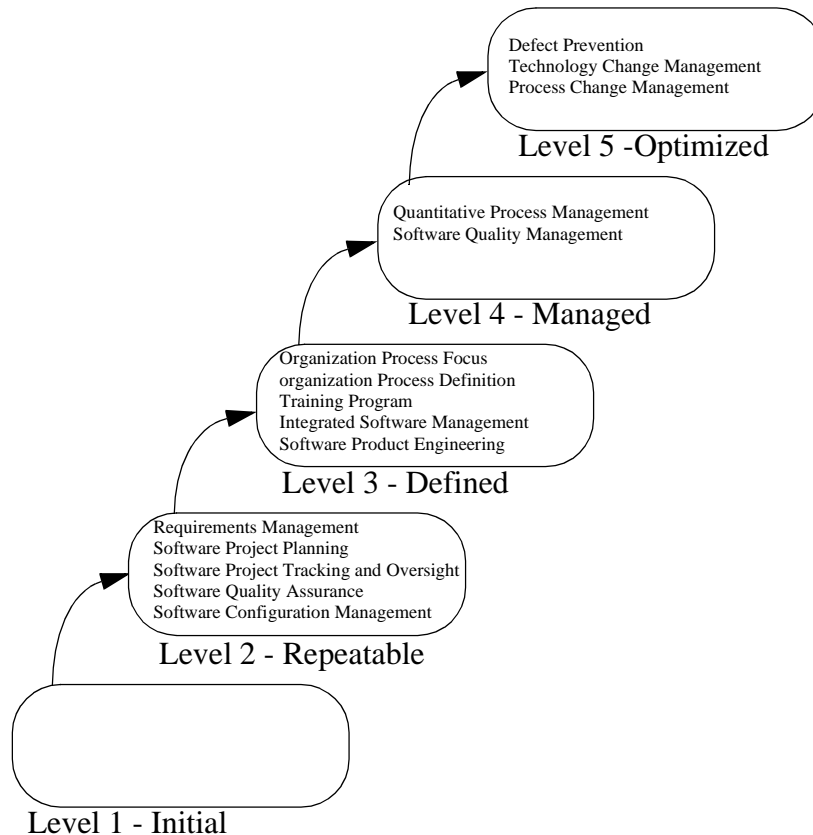 Defect Prevention
Technology Change Management
Process Change Management
Level 5 -Optimized
Quantitative Process Management
Software Quality Management
Level 4 - Managed
Organization Process Focus
organization Process Definition
Training Program
Integrated Software Management
Software Product Engineering
Level 3 - Defined
Requirements Management
Software Project Planning
Software Project Tracking and Oversight
Software Quality Assurance
Software Configuration Management
Level 2 - Repeatable
Level 1 - Initial